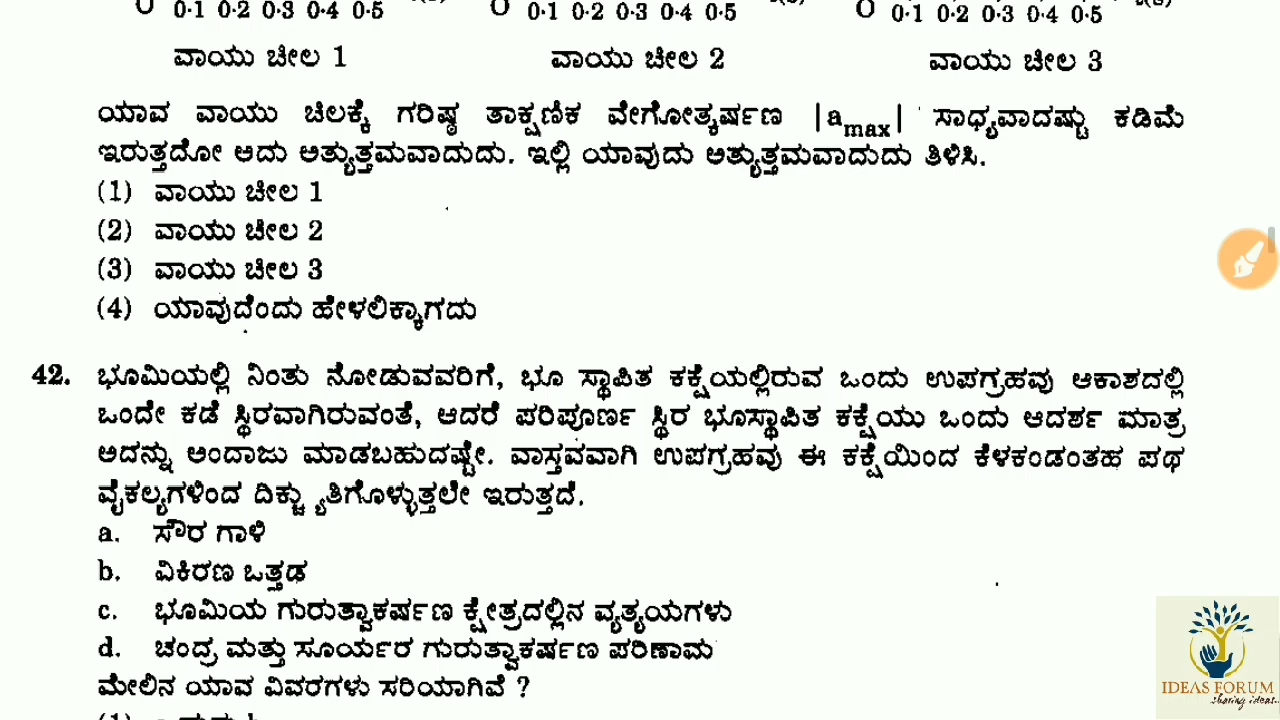 O 0·1 0·2 0·3 0·4 0·5 O 0·1 0·2 0·3 0·4 0·5 O 0·1 0·2 0·3 0·4 0·5
ವಾಯು ಚೀಲ 1 ವಾಯು ಚೀಲ 2 ವಾಯು ಚೀಲ 3
ಯಾವ ವಾಯು ಚಿಲಕ್ಕೆ ಗರಿಷ್ಠ ತಾಕ್ಷಣಿಕ ವೇಗೋತ್ಕರ್ಷಣ |a_max| ಸಾಧ್ಯವಾದಷ್ಟು ಕಡಿಮೆ
ಇರುತ್ತದೋ ಅದು ಅತ್ಯುತ್ತಮವಾದುದು. ಇಲ್ಲಿ ಯಾವುದು ಅತ್ಯುತ್ತಮವಾದುದು ತಿಳಿಸಿ.
(1) ವಾಯು ಚೀಲ 1
(2) ವಾಯು ಚೀಲ 2
(3) ವಾಯು ಚೀಲ 3
(4) ಯಾವುದೆಂದು ಹೇಳಲಿಕ್ಕಾಗದು
42. ಭೂಮಿಯಲ್ಲಿ ನಿಂತು ನೋಡುವವರಿಗೆ, ಭೂ ಸ್ಥಾಪಿತ ಕಕ್ಷೆಯಲ್ಲಿರುವ ಒಂದು ಉಪಗ್ರಹವು ಆಕಾಶದಲ್ಲಿ
ಒಂದೇ ಕಡೆ ಸ್ಥಿರವಾಗಿರುವಂತೆ, ಆದರೆ ಪರಿಪೂರ್ಣ ಸ್ಥಿರ ಭೂಸ್ಥಾಪಿತ ಕಕ್ಷೆಯು ಒಂದು ಆದರ್ಶ ಮಾತ್ರ
ಅದನ್ನು ಅಂದಾಜು ಮಾಡಬಹುದಷ್ಟೇ. ವಾಸ್ತವವಾಗಿ ಉಪಗ್ರಹವು ಈ ಕಕ್ಷೆಯಿಂದ ಕೆಳಕಂಡಂತಹ ಪಥ
ವೈಕಲ್ಯಗಳಿಂದ ದಿಕ್ಚ್ಯುತಿಗೊಳ್ಳುತ್ತಲೇ ಇರುತ್ತದೆ.
a. ಸೌರ ಗಾಳಿ
b. ವಿಕಿರಣ ಒತ್ತಡ
c. ಭೂಮಿಯ ಗುರುತ್ವಾಕರ್ಷಣ ಕ್ಷೇತ್ರದಲ್ಲಿನ ವ್ಯತ್ಯಯಗಳು
d. ಚಂದ್ರ ಮತ್ತು ಸೂರ್ಯರ ಗುರುತ್ವಾಕರ್ಷಣ ಪರಿಣಾಮ
ಮೇಲಿನ ಯಾವ ವಿವರಗಳು ಸರಿಯಾಗಿವೆ ?
IDEAS FORUM
sharing ideas